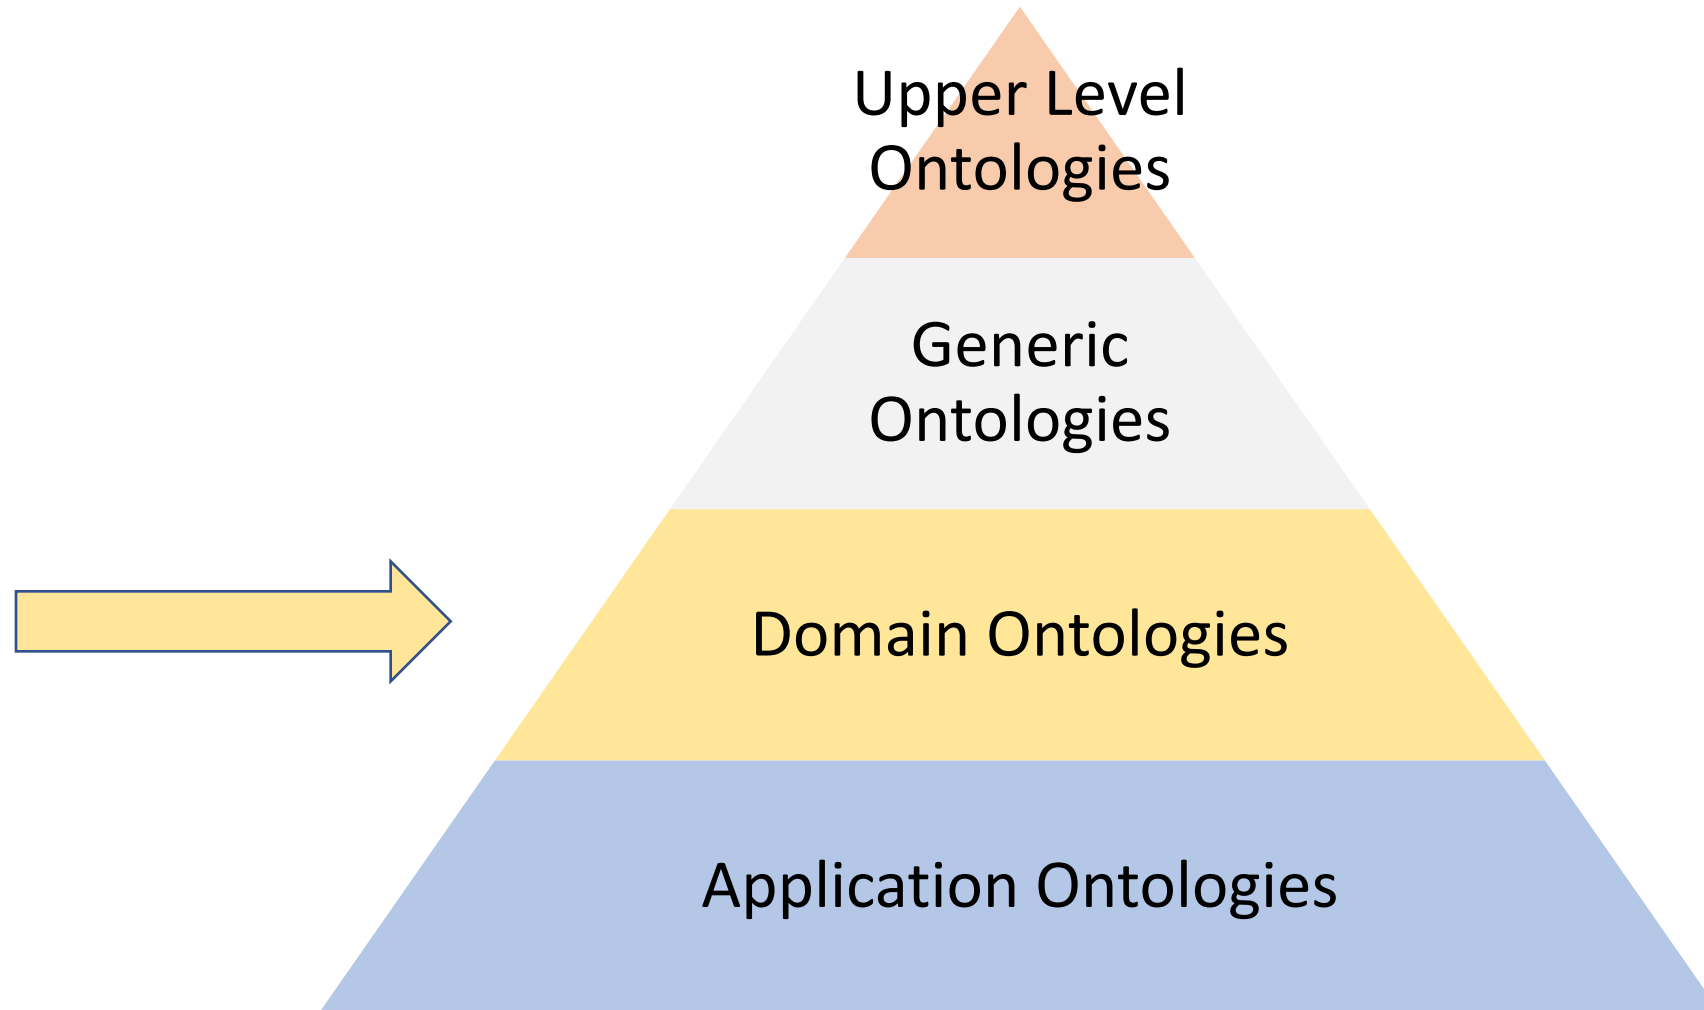 Upper Level
Ontologies
Generic
Ontologies
Domain Ontologies
Application Ontologies